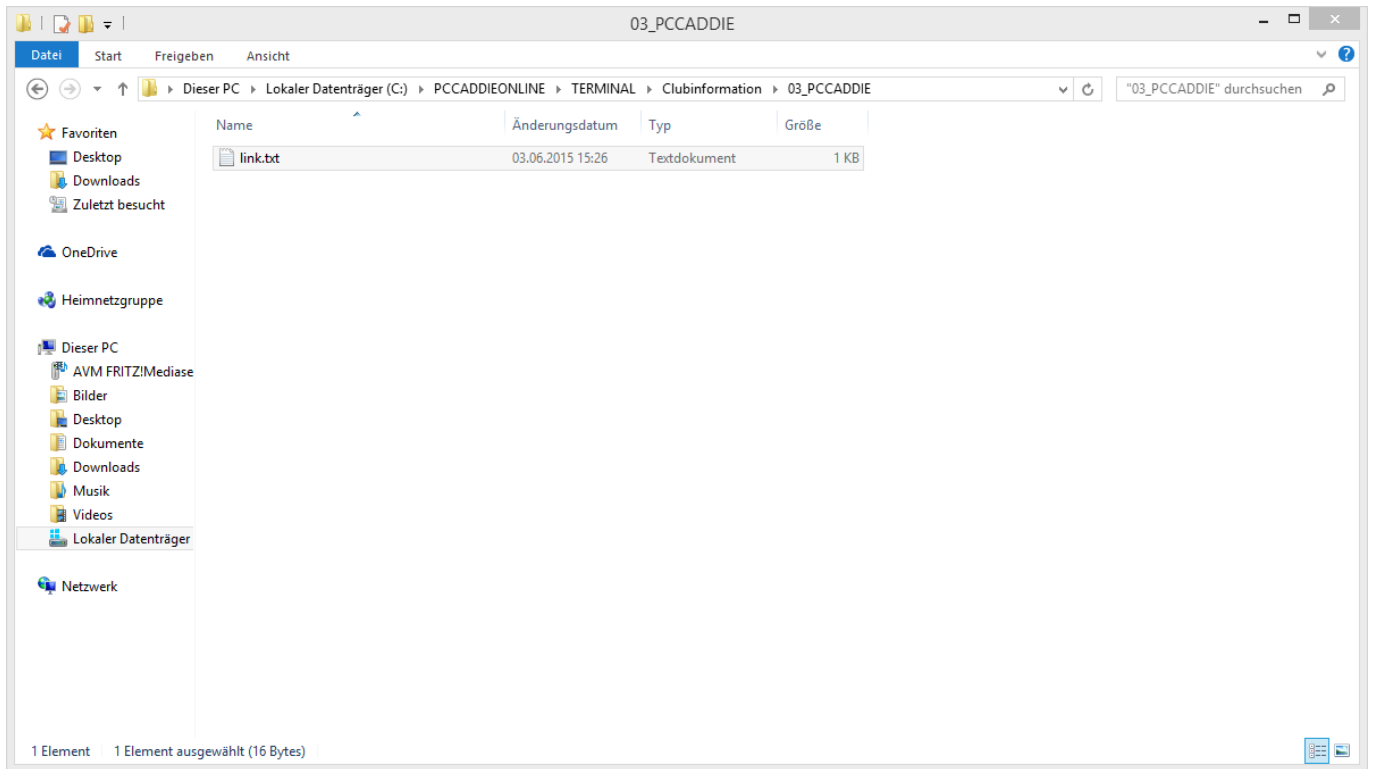 03_PCCADDIE
Datei Start Freigeben Ansicht
Dieser PC Lokaler Datenträger (C:) PCCADDIEONLINE TERMINAL Clubinformation 03_PCCADDIE "03_PCCADDIE" durchsuchen
Name Änderungsdatum Typ Größe
link.txt 03.06.2015 15:26 Textdokument 1 KB
Favoriten
Desktop
Downloads
Zuletzt besucht
OneDrive
Heimnetzgruppe
Dieser PC
AVM FRITZ!Mediase
Bilder
Desktop
Dokumente
Downloads
Musik
Videos
Lokaler Datenträger
Netzwerk
1 Element 1 Element ausgewählt (16 Bytes)